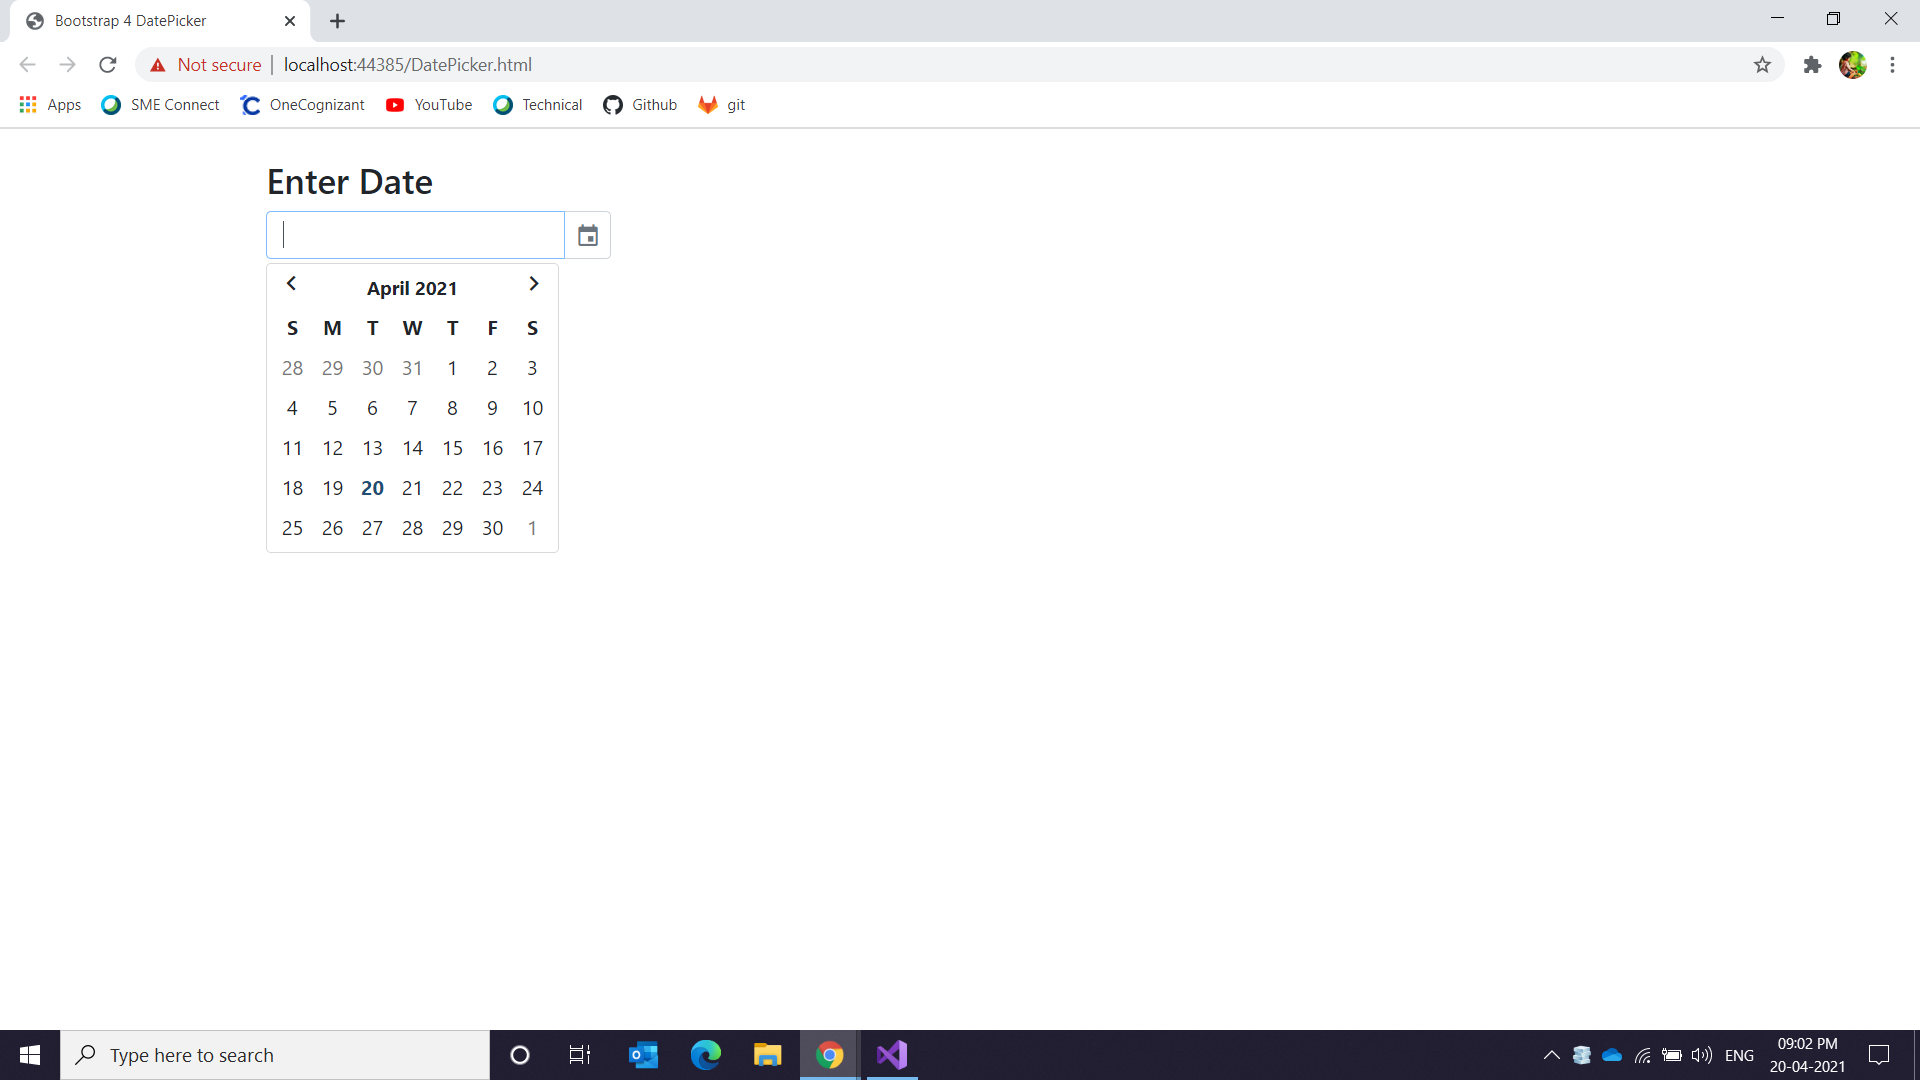 Bootstrap 4 DatePicker
Not secure | localhost:44385/DatePicker.html
Apps SME Connect OneCognizant YouTube Technical Github git
Enter Date
April 2021
S M T W T F S
28 29 30 31 1 2 3
4 5 6 7 8 9 10
11 12 13 14 15 16 17
18 19 20 21 22 23 24
25 26 27 28 29 30 1
Type here to search
ENG
09:02 PM
20-04-2021